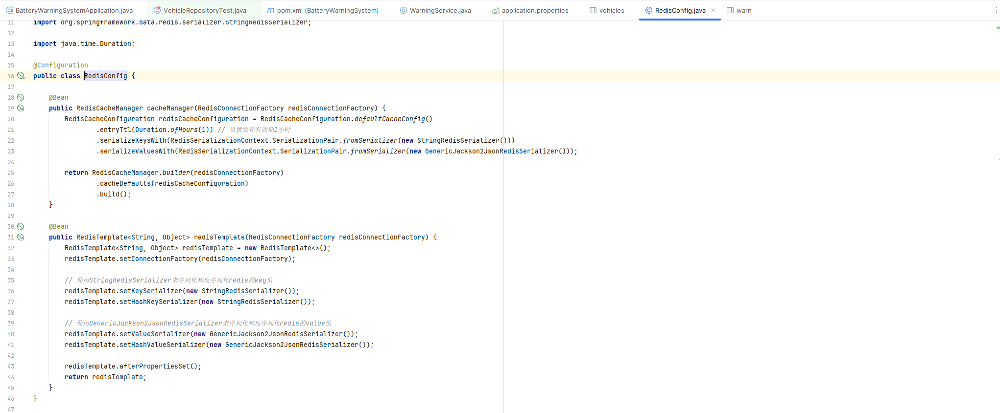 BatteryWarningSystemApplication.java VehicleRepositoryTest.java pom.xml (BatteryWarningSystem) WarningService.java application.properties vehicles RedisConfig.java warn
11 import org.springframework.data.redis.serializer.StringRedisSerializer;
12
13 import java.time.Duration;
14
15 @Configuration
16 public class RedisConfig {
17
18     @Bean
19     public RedisCacheManager cacheManager(RedisConnectionFactory redisConnectionFactory) {
20         RedisCacheConfiguration redisCacheConfiguration = RedisCacheConfiguration.defaultCacheConfig()
21                 .entryTtl(Duration.ofHours(1)) // 设置缓存有效期1小时
22                 .serializeKeysWith(RedisSerializationContext.SerializationPair.fromSerializer(new StringRedisSerializer()))
23                 .serializeValuesWith(RedisSerializationContext.SerializationPair.fromSerializer(new GenericJackson2JsonRedisSerializer()));
24
25         return RedisCacheManager.builder(redisConnectionFactory)
26                 .cacheDefaults(redisCacheConfiguration)
27                 .build();
28     }
29
30     @Bean
31     public RedisTemplate<String, Object> redisTemplate(RedisConnectionFactory redisConnectionFactory) {
32         RedisTemplate<String, Object> redisTemplate = new RedisTemplate<>();
33         redisTemplate.setConnectionFactory(redisConnectionFactory);
34
35         // 使用StringRedisSerializer来序列化和反序列化redis的key值
36         redisTemplate.setKeySerializer(new StringRedisSerializer());
37         redisTemplate.setHashKeySerializer(new StringRedisSerializer());
38
39         // 使用GenericJackson2JsonRedisSerializer来序列化和反序列化redis的value值
40         redisTemplate.setValueSerializer(new GenericJackson2JsonRedisSerializer());
41         redisTemplate.setHashValueSerializer(new GenericJackson2JsonRedisSerializer());
42
43         redisTemplate.afterPropertiesSet();
44         return redisTemplate;
45     }
46 }
47